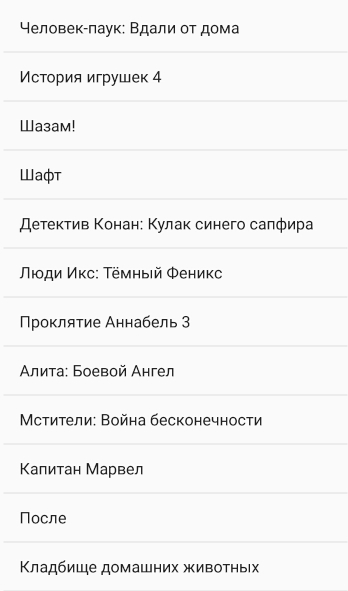 Человек-паук: Вдали от дома
История игрушек 4
Шазам!
Шафт
Детектив Конан: Кулак синего сапфира
Люди Икс: Тёмный Феникс
Проклятие Аннабель 3
Алита: Боевой Ангел
Мстители: Война бесконечности
Капитан Марвел
После
Кладбище домашних животных